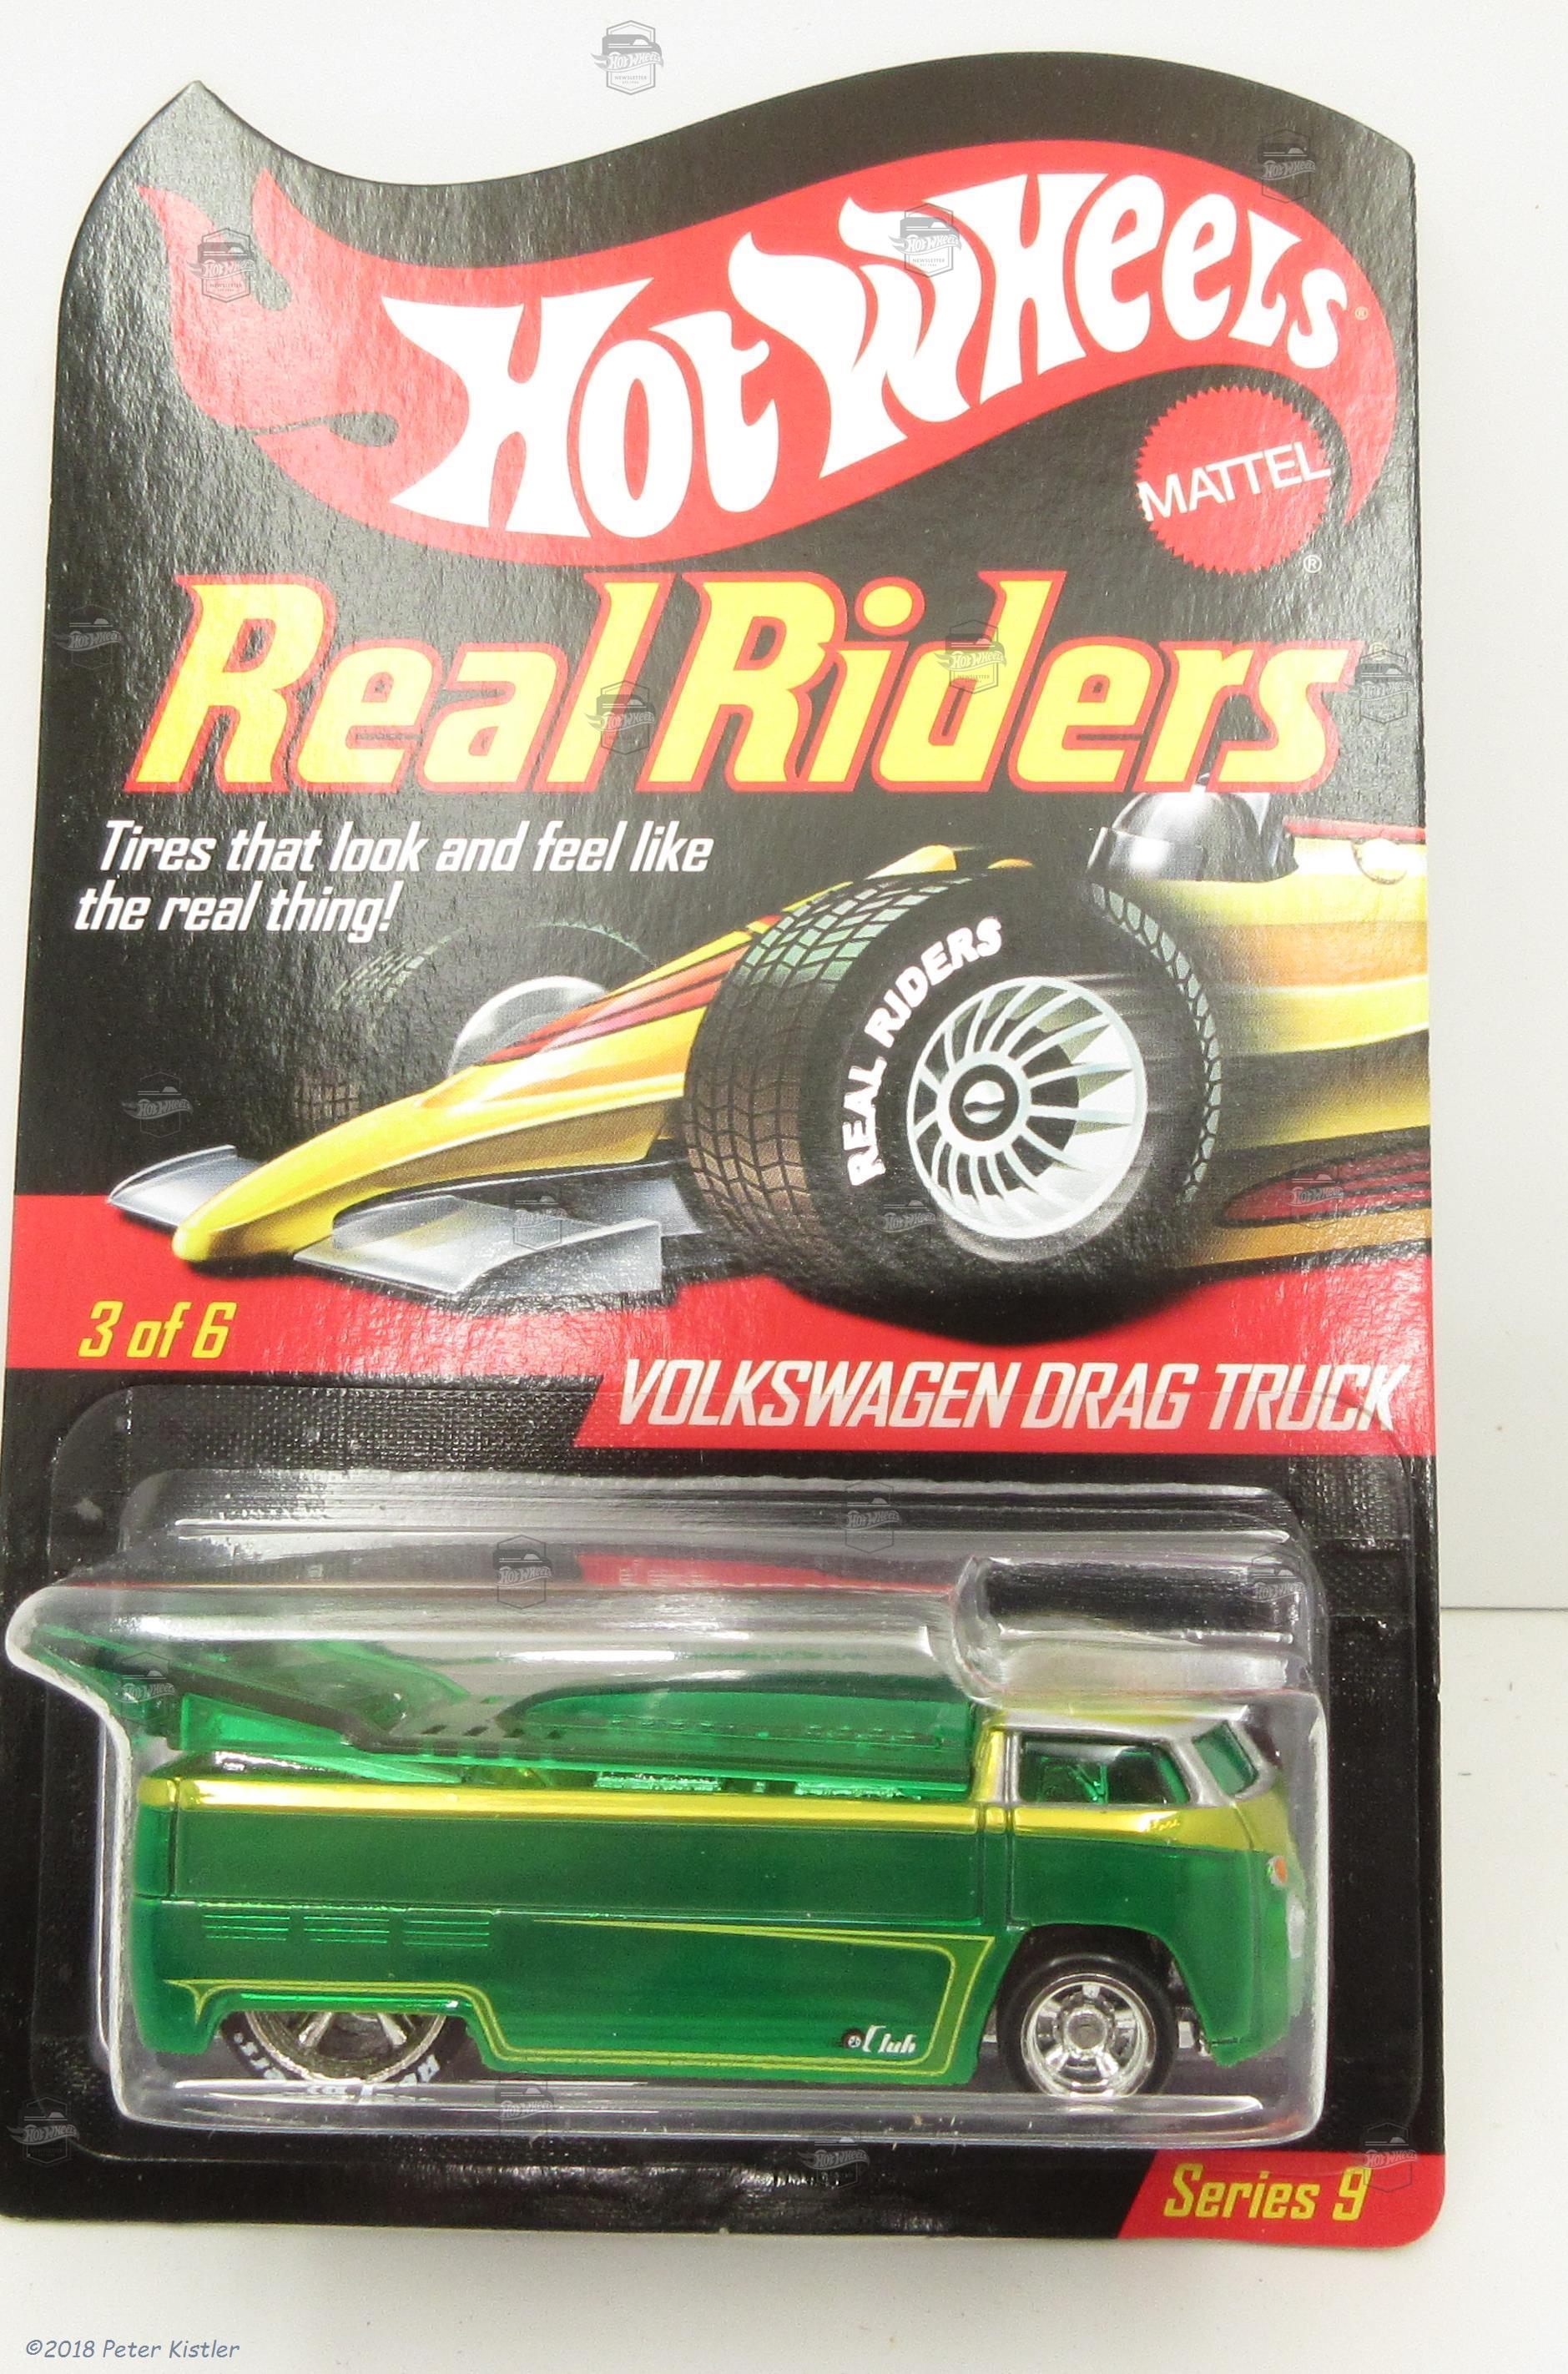 HOT WHEELS®
MATTEL
®
Real Riders
Tires that look and feel like
the real thing!
REAL RIDERS
3 of 6
VOLKSWAGEN DRAG TRUCK
Club
Series 9
©2018 Peter Kistler